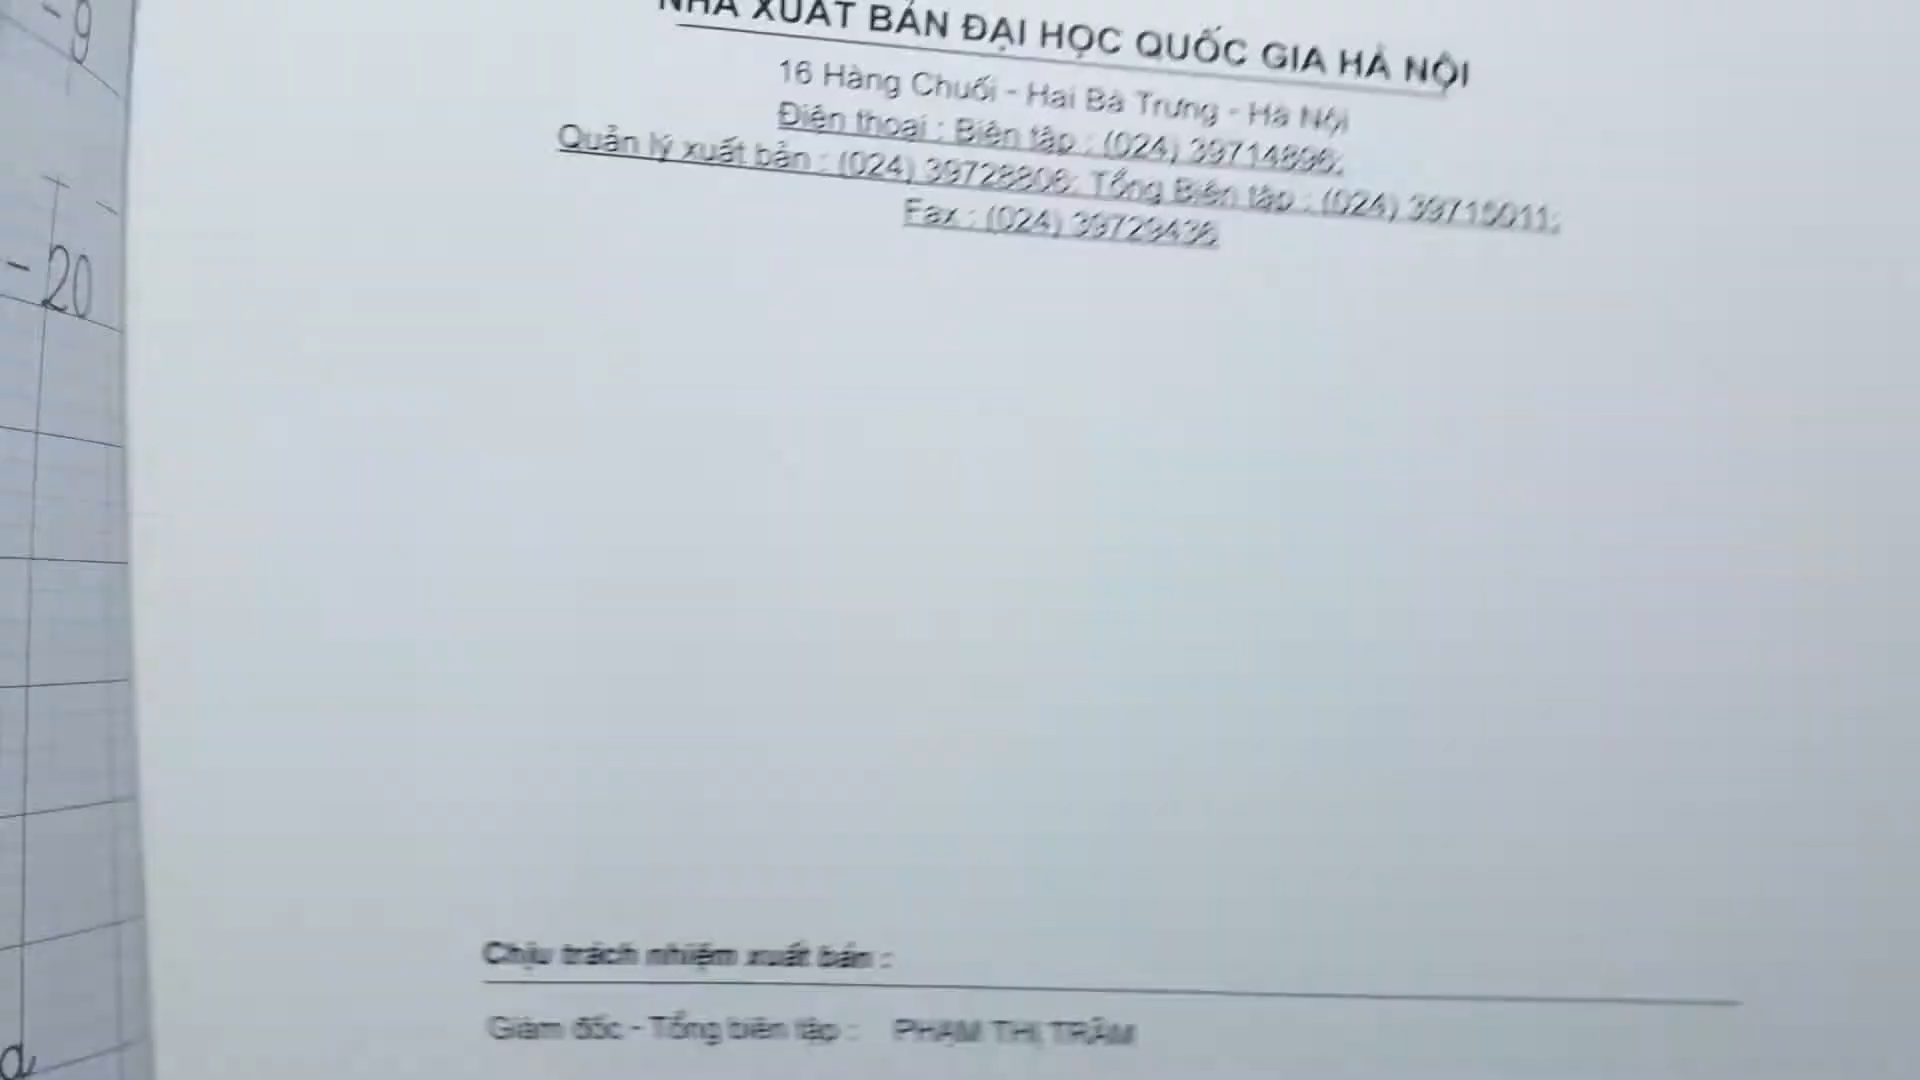 - 9
- 20
d
NHÀ XUẤT BẢN ĐẠI HỌC QUỐC GIA HÀ NỘI
16 Hàng Chuối - Hai Bà Trưng - Hà Nội
Điện thoại : Biên tập : (024) 39714896;
Quản lý xuất bản : (024) 39728806; Tổng Biên tập : (024) 39715011;
Fax : (024) 39729436
Chịu trách nhiệm xuất bản :
Giám đốc - Tổng biên tập : PHẠM THỊ TRÂM